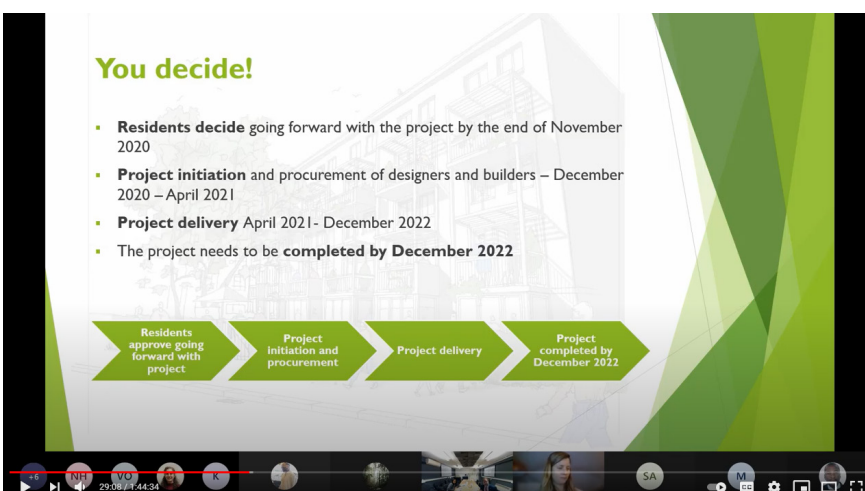 You decide!
Residents decide going forward with the project by the end of November
2020
Project initiation and procurement of designers and builders – December
2020 – April 2021
Project delivery April 2021- December 2022
The project needs to be completed by December 2022
Residents
approve going
forward with
project
Project
initiation and
procurement
Project delivery
Project
completed by
December 2022
+6
NH
VO
K
SA
M
29:08 / 1:44:34
CC